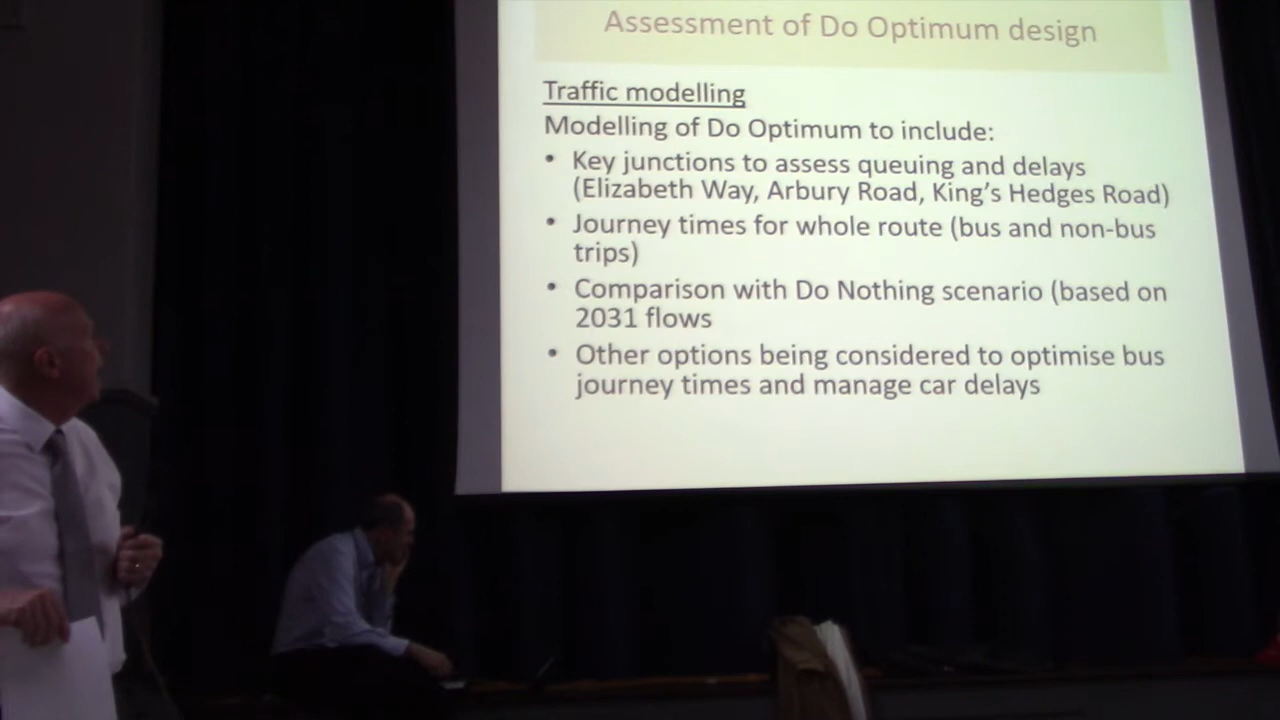 Assessment of Do Optimum design
Traffic modelling
Modelling of Do Optimum to include:
• Key junctions to assess queuing and delays
(Elizabeth Way, Arbury Road, King's Hedges Road)
• Journey times for whole route (bus and non-bus
trips)
• Comparison with Do Nothing scenario (based on
2031 flows
• Other options being considered to optimise bus
journey times and manage car delays